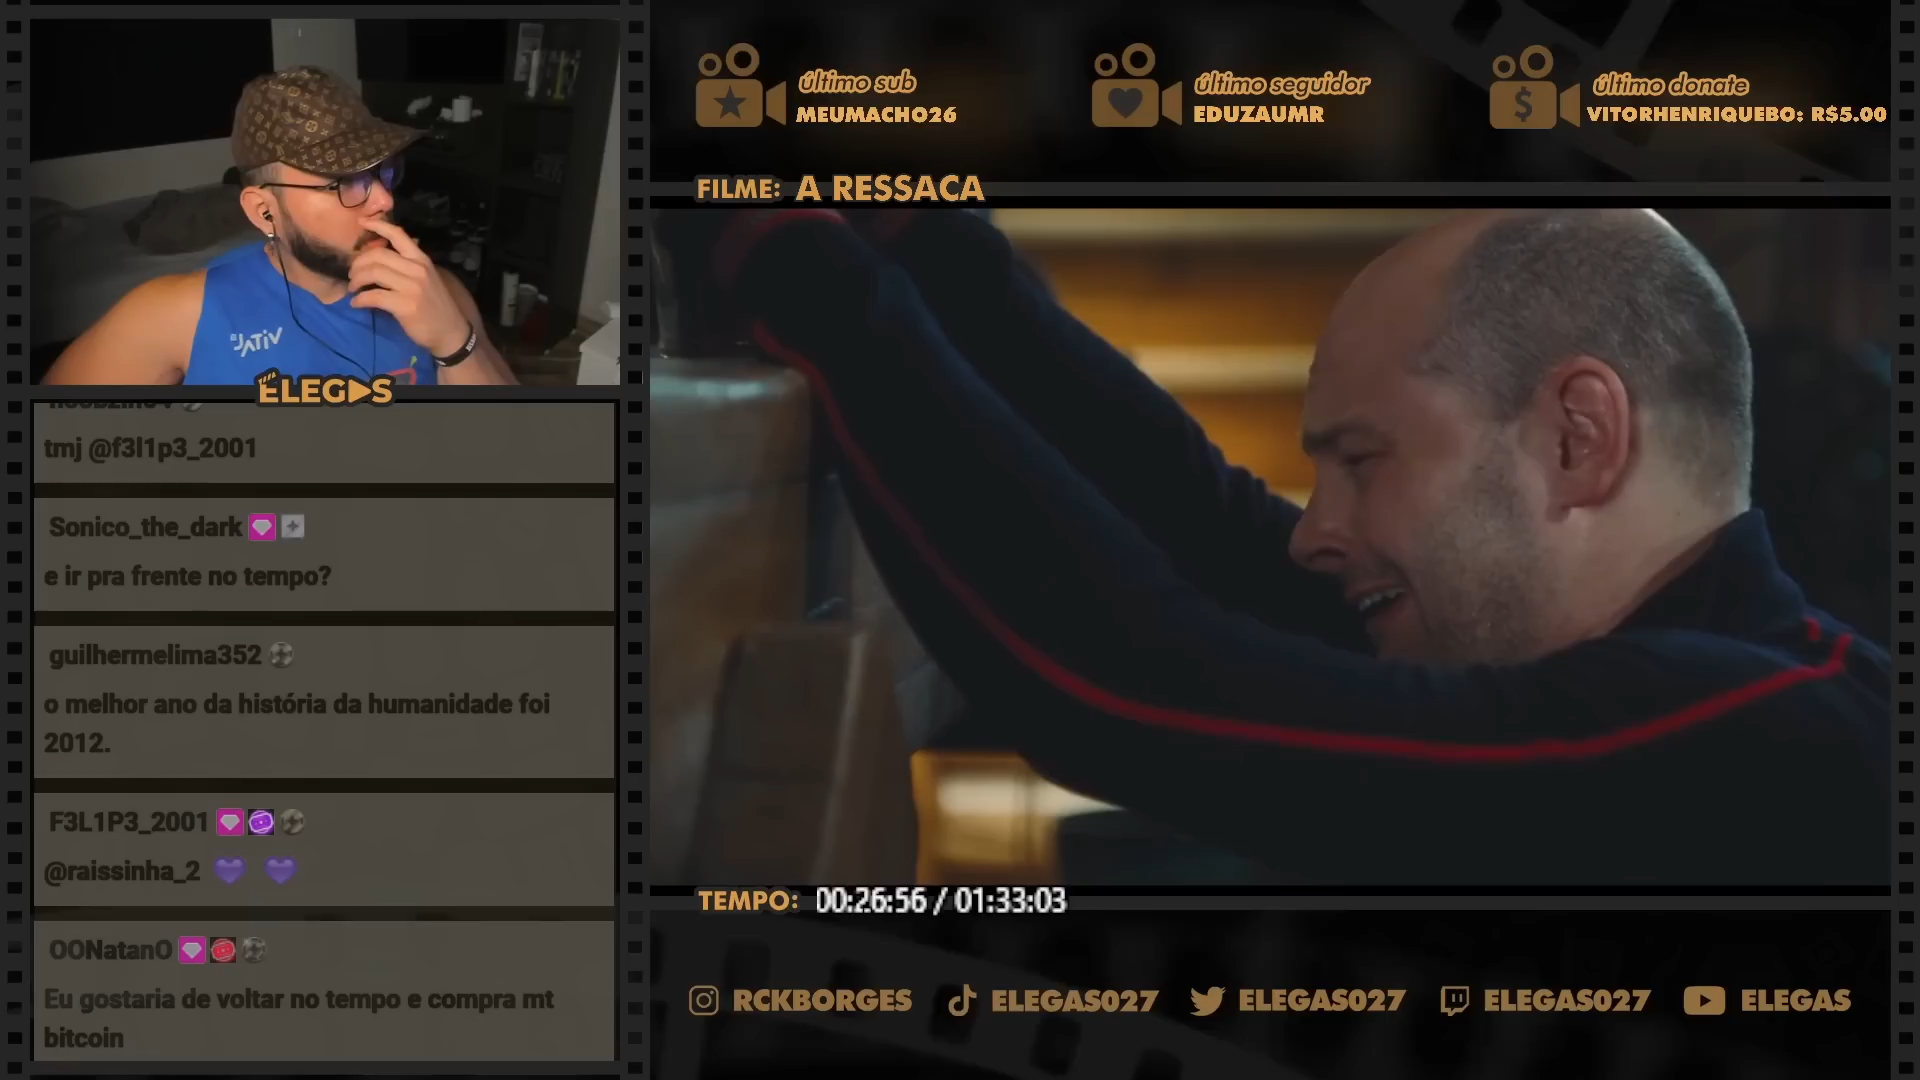 último sub
MEUMACHO26
último seguidor
EDUZAUMR
último donate
VITORHENRIQUEBO: R$5.00
FILME: A RESSACA
JATIV
ELEGAS
tmj @f3l1p3_2001
Sonico_the_dark
e ir pra frente no tempo?
guilhermelima352
o melhor ano da história da humanidade foi
2012.
F3L1P3_2001
@raissinha_2
OONatanO
Eu gostaria de voltar no tempo e compra mt
bitcoin
TEMPO: 00:26:56 / 01:33:03
RCKBORGES
ELEGAS027
ELEGAS027
ELEGAS027
ELEGAS